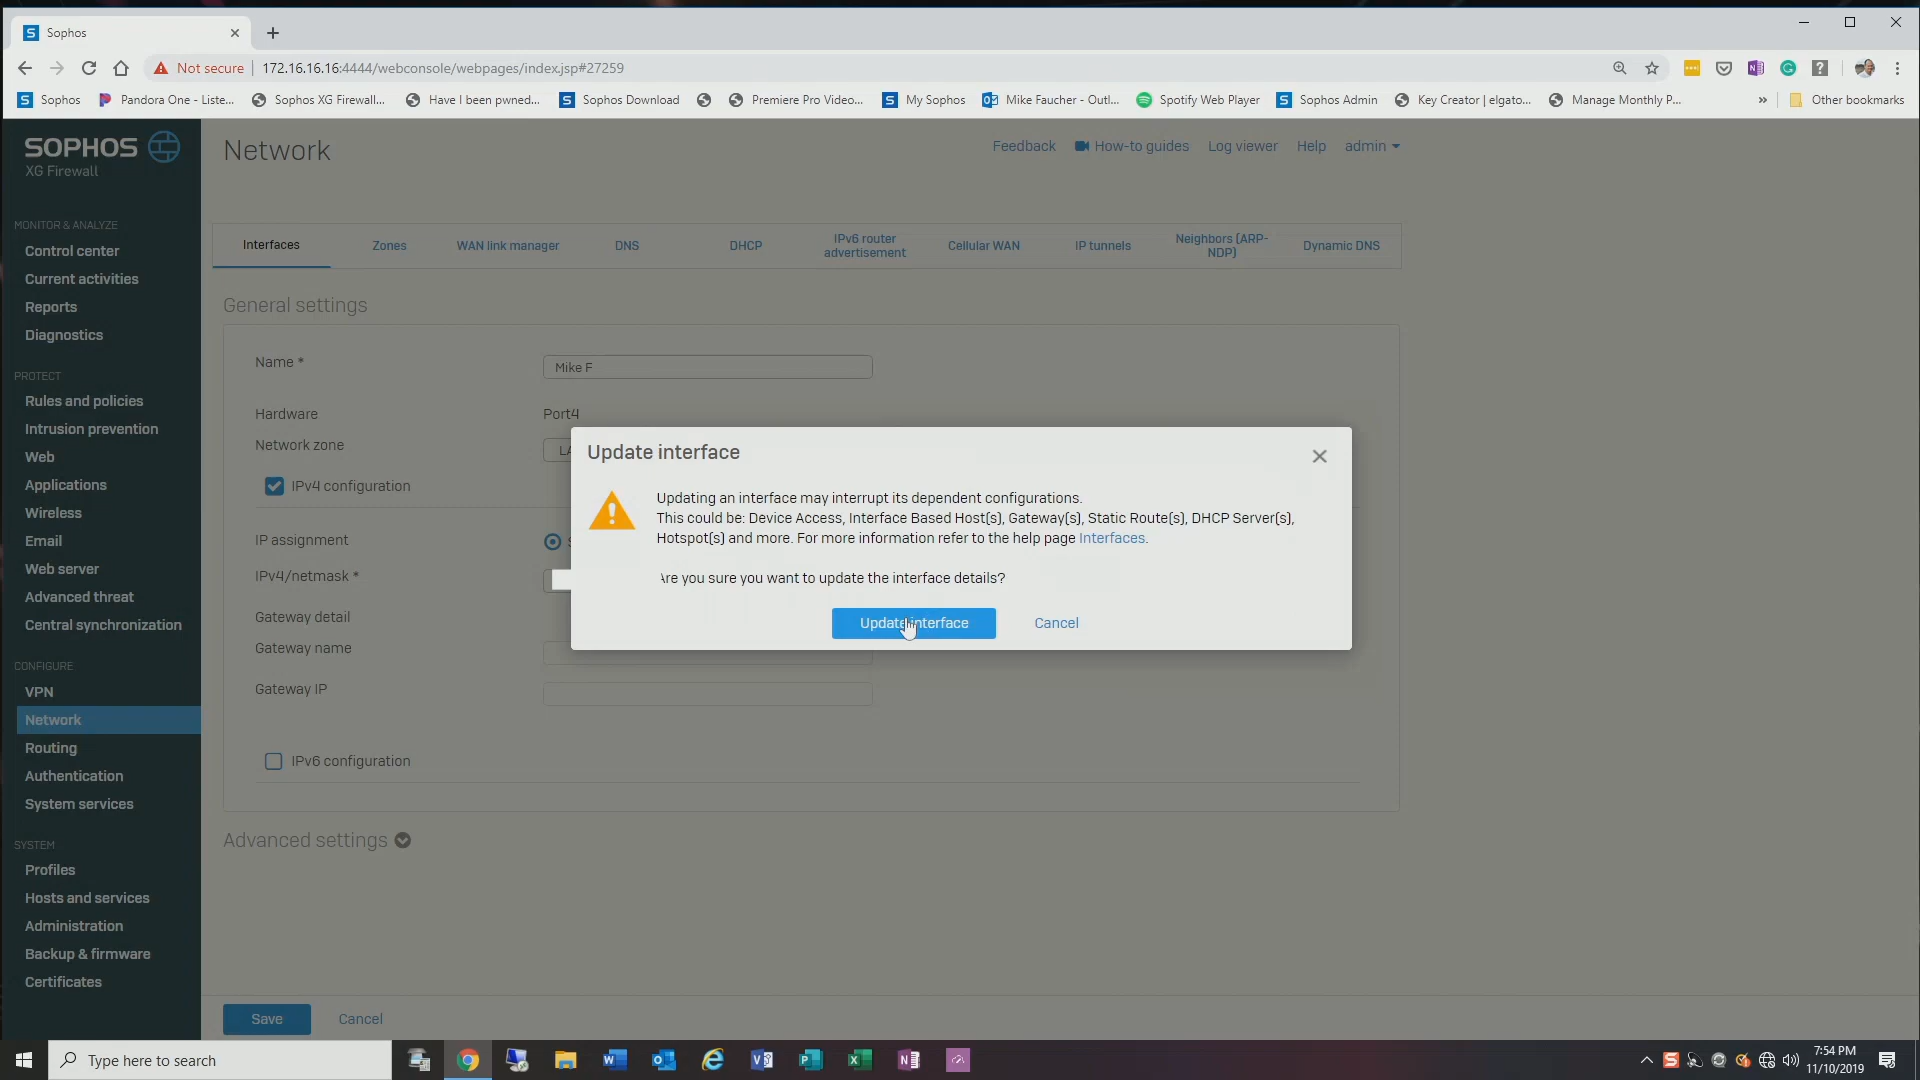 Sophos
Not secure
172.16.16.16:4444/webconsole/webpages/index.jsp#27259
Sophos
Pandora One - Liste...
Sophos XG Firewall...
Have I been pwned...
Sophos Download
Premiere Pro Video...
My Sophos
Mike Faucher - Outl...
Spotify Web Player
Sophos Admin
Key Creator | elgato...
Manage Monthly P...
»
Other bookmarks
SOPHOS
XG Firewall
Network
Feedback
How-to guides
Log viewer
Help
admin
MONITOR & ANALYZE
Control center
Current activities
Reports
Diagnostics
PROTECT
Rules and policies
Intrusion prevention
Web
Applications
Wireless
Email
Web server
Advanced threat
Central synchronization
CONFIGURE
VPN
Network
Routing
Authentication
System services
SYSTEM
Profiles
Hosts and services
Administration
Backup & firmware
Certificates
Interfaces
Zones
WAN link manager
DNS
DHCP
IPv6 router
advertisement
Cellular WAN
IP tunnels
Neighbors (ARP-
NDP)
Dynamic DNS
General settings
Name *
Mike F
Hardware
Port4
Network zone
LA
IPv4 configuration
IP assignment
IPv4/netmask *
Gateway detail
Gateway name
Gateway IP
IPv6 configuration
Advanced settings
Save
Cancel
Update interface
Updating an interface may interrupt its dependent configurations.
This could be: Device Access, Interface Based Host(s), Gateway(s), Static Route(s), DHCP Server(s),
Hotspot(s) and more. For more information refer to the help page Interfaces.
Are you sure you want to update the interface details?
Update interface
Cancel
Type here to search
7:54 PM
11/10/2019